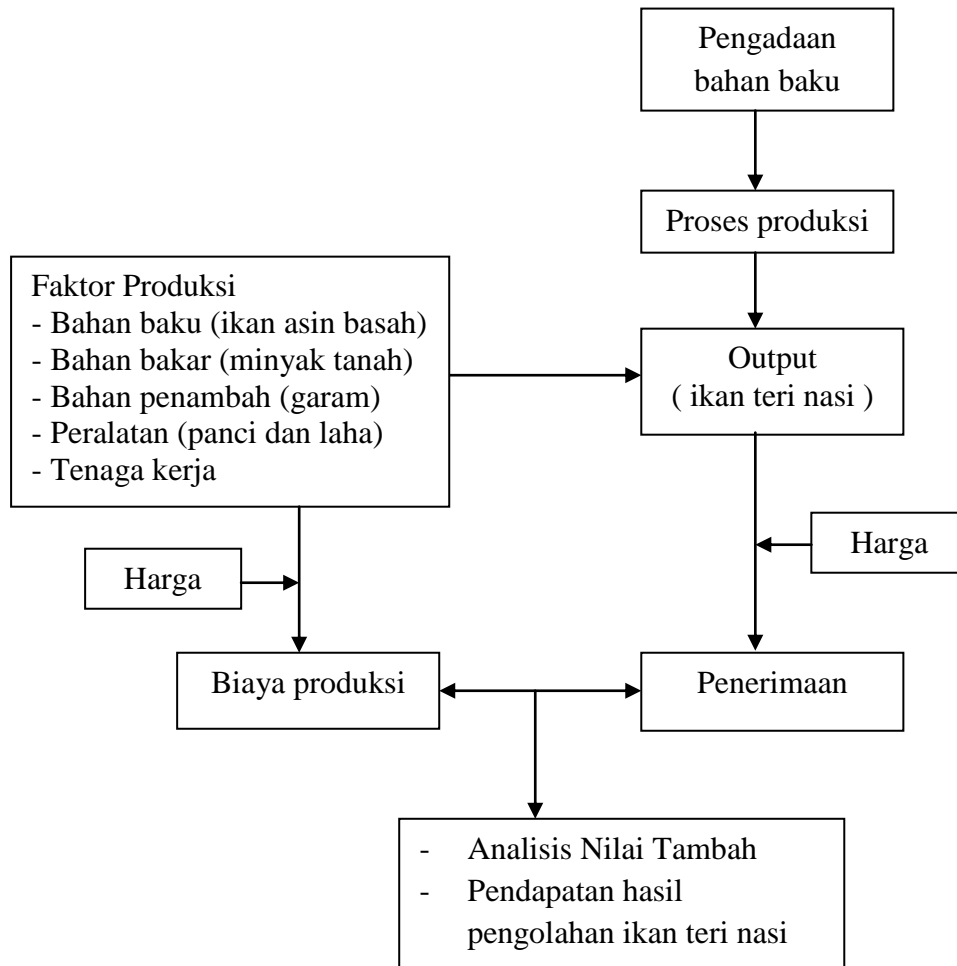 Pengadaan
bahan baku
Proses produksi
Faktor Produksi
- Bahan baku (ikan asin basah)
- Bahan bakar (minyak tanah)
- Bahan penambah (garam)
- Peralatan (panci dan laha)
- Tenaga kerja
Output
( ikan teri nasi )
Harga
Harga
Biaya produksi
Penerimaan
- Analisis Nilai Tambah
- Pendapatan hasil
pengolahan ikan teri nasi